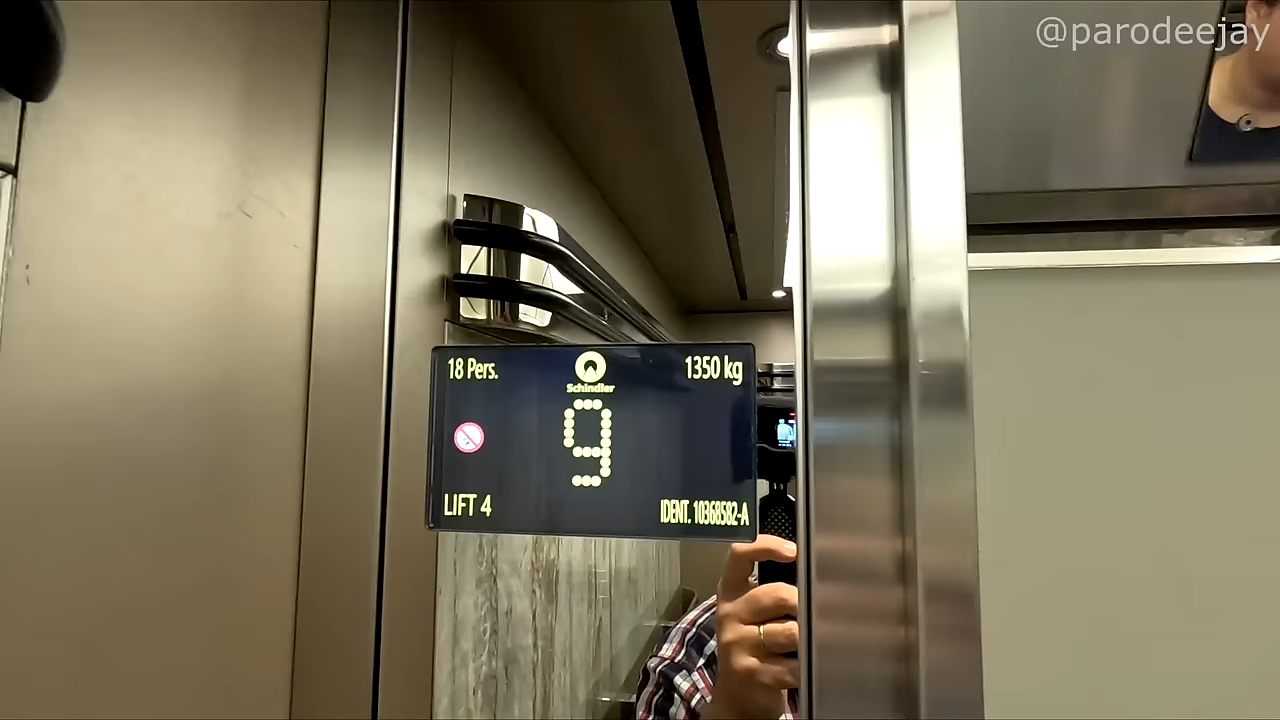 @parodeejay
18 Pers.
Schindler
1350 kg
9
LIFT 4
IDENT. 10368582-A